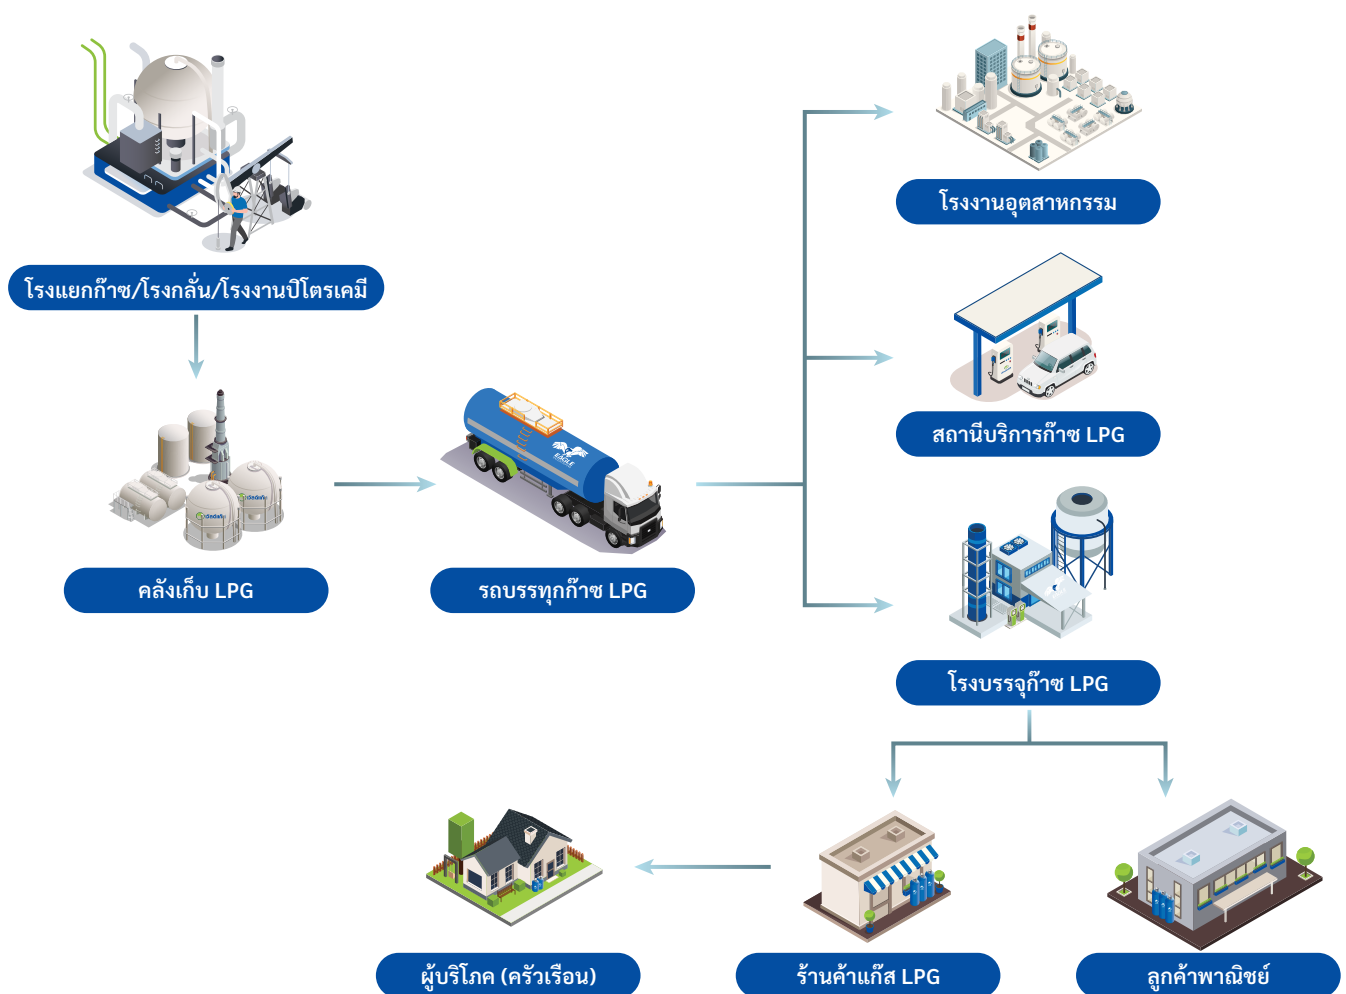 โรงงานอุตสาหกรรม
โรงแยกก๊าซ/โรงกลั่น/โรงงานปิโตรเคมี
สถานีบริการก๊าซ LPG
EAGLE
คลังเก็บ LPG
รถบรรทุกก๊าซ LPG
โรงบรรจุก๊าซ LPG
ผู้บริโภค (ครัวเรือน)
ร้านค้าแก๊ส LPG
ลูกค้าพาณิชย์